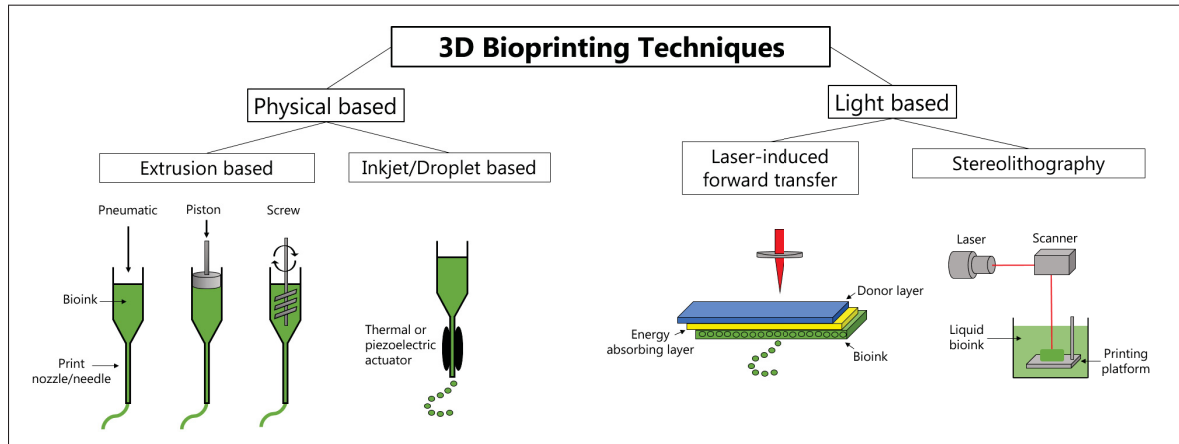 3D Bioprinting Techniques
Physical based
Light based
Extrusion based
Inkjet/Droplet based
Laser-induced
forward transfer
Stereolithography
Pneumatic
Piston
Screw
Bioink
Print
nozzle/needle
Thermal or
piezoelectric
actuator
Donor layer
Energy
absorbing layer
Bioink
Laser
Scanner
Liquid
bioink
Printing
platform